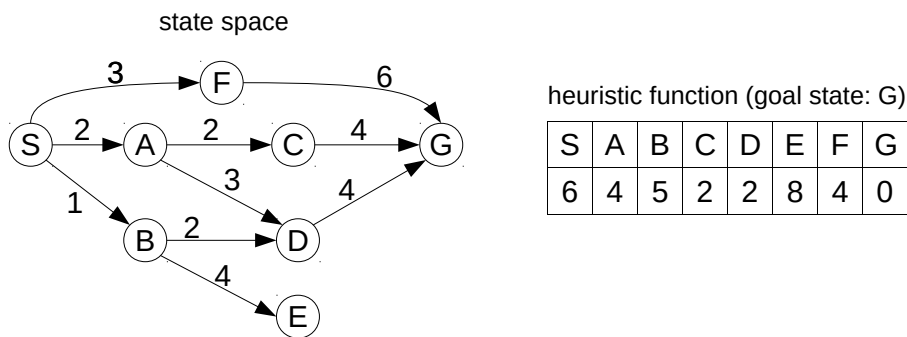 state space
3
F
6
heuristic function (goal state: G)
S 2 A 2 C 4 G
S A B C D E F G
3
4
6 4 5 2 2 8 4 0
1
B 2 D
4
E